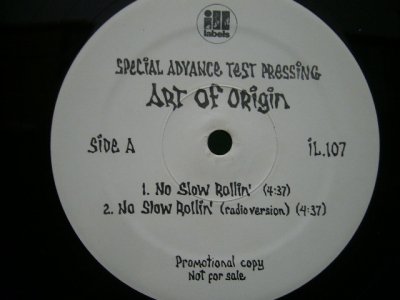 ill
labels
Special Advance Test Pressing
Art of Origin
Side A
iL.107
1. No Slow Rollin' (4:37)
2. No Slow Rollin' (radio version) (4:37)
Promotional copy
Not for sale